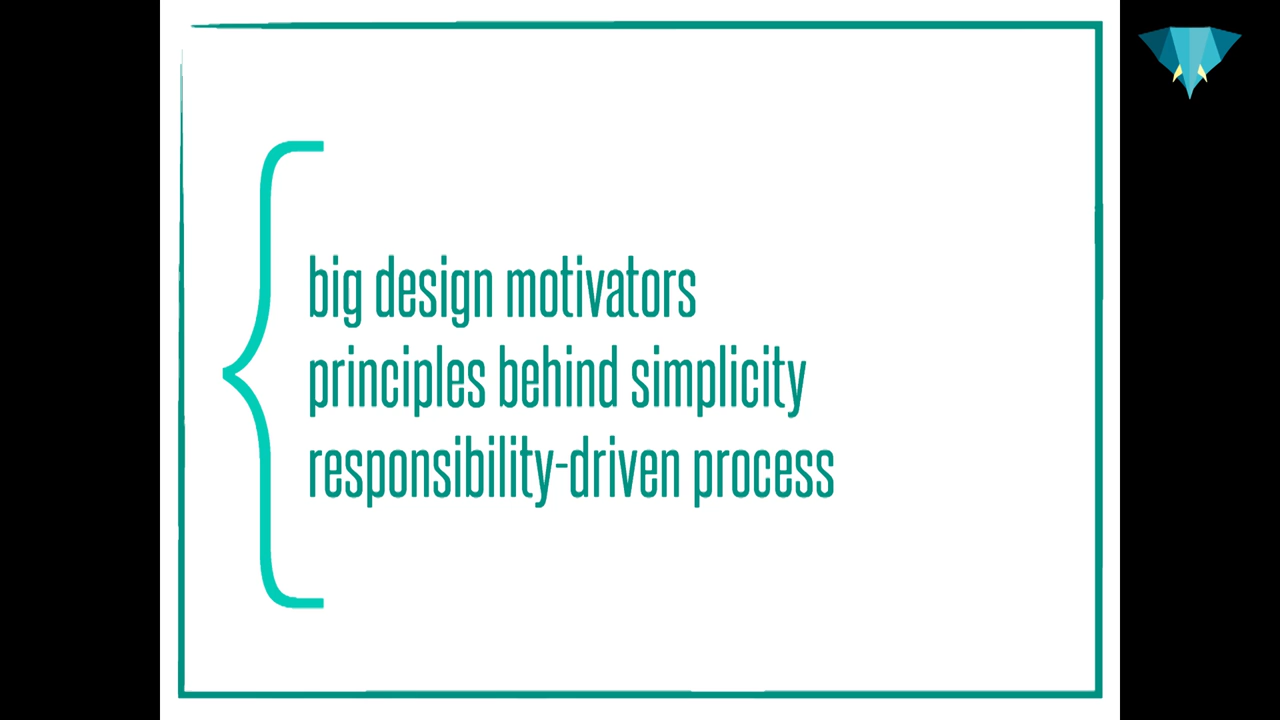 big design motivators
principles behind simplicity
responsibility-driven process